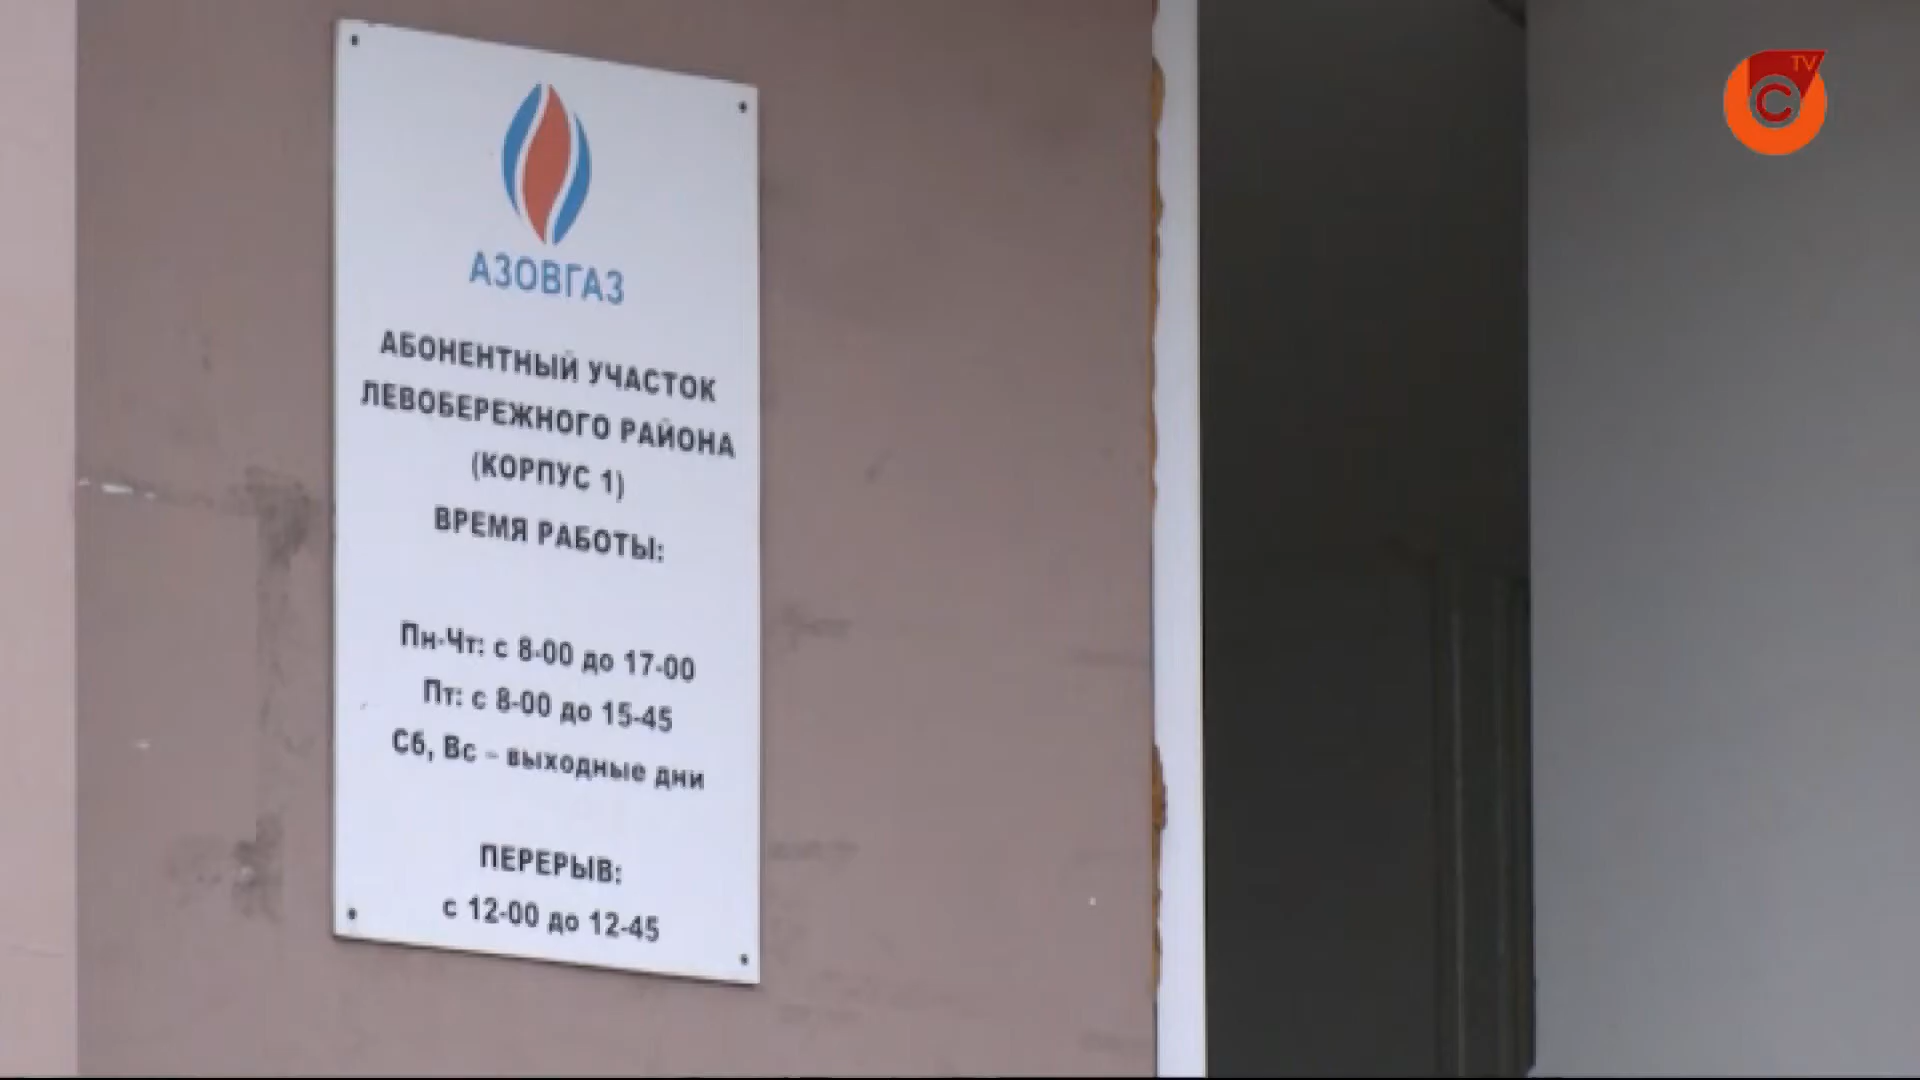 TV
C
АЗОВГАЗ
АБОНЕНТНЫЙ УЧАСТОК
ЛЕВОБЕРЕЖНОГО РАЙОНА
(КОРПУС 1)
ВРЕМЯ РАБОТЫ:
Пн-Чт: с 8-00 до 17-00
Пт: с 8-00 до 15-45
Сб, Вс – выходные дни
ПЕРЕРЫВ:
с 12-00 до 12-45